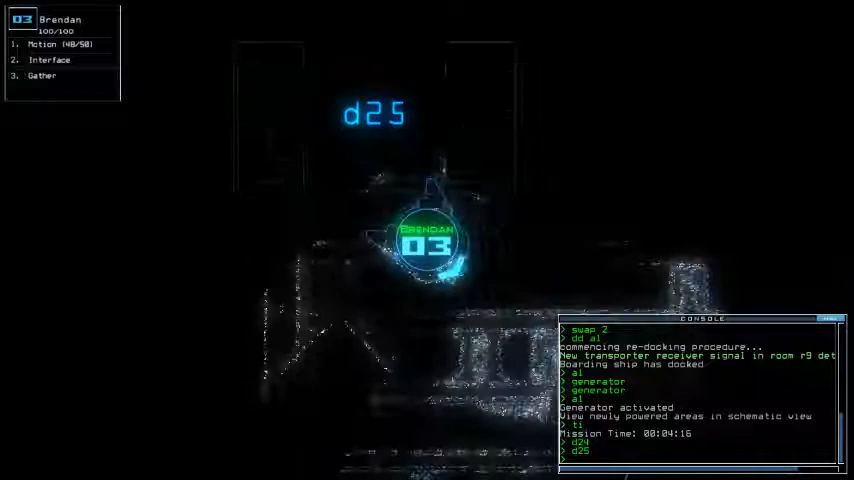 03 Brendan
100/100
1. Motion (48/50)
2. Interface
3. Gather
d25
BRENDAN
03
CONSOLE
> swap 2
> dd a1
commencing re-docking procedure...
New transporter receiver signal in room r9 det
Boarding ship has docked
> a1
> generator
> generator
> a1
Generator activated
View newly powered areas in schematic view
> ti
Mission Time: 00:04:16
> d24
> d25
>